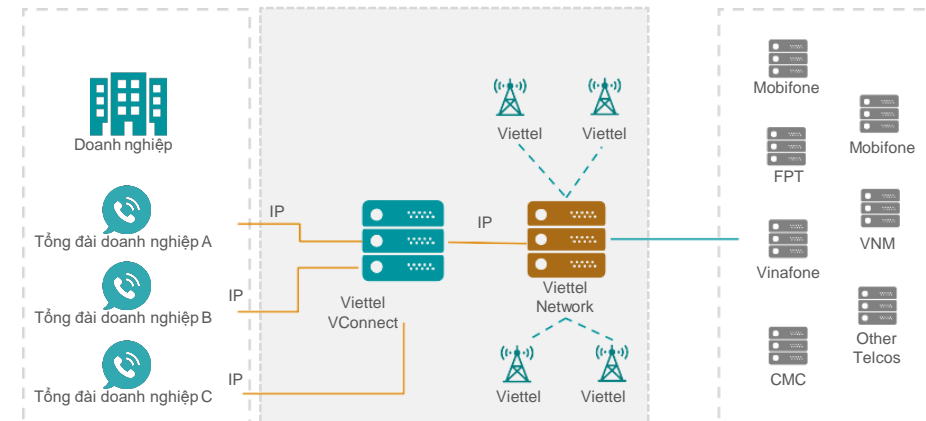 Doanh nghiệp
Tổng đài doanh nghiệp A
Tổng đài doanh nghiệp B
Tổng đài doanh nghiệp C
IP
IP
IP
Viettel
VConnect
IP
Viettel
Viettel
Viettel
Network
Viettel
Viettel
Mobifone
Mobifone
FPT
VNM
Vinafone
Other
Telcos
CMC